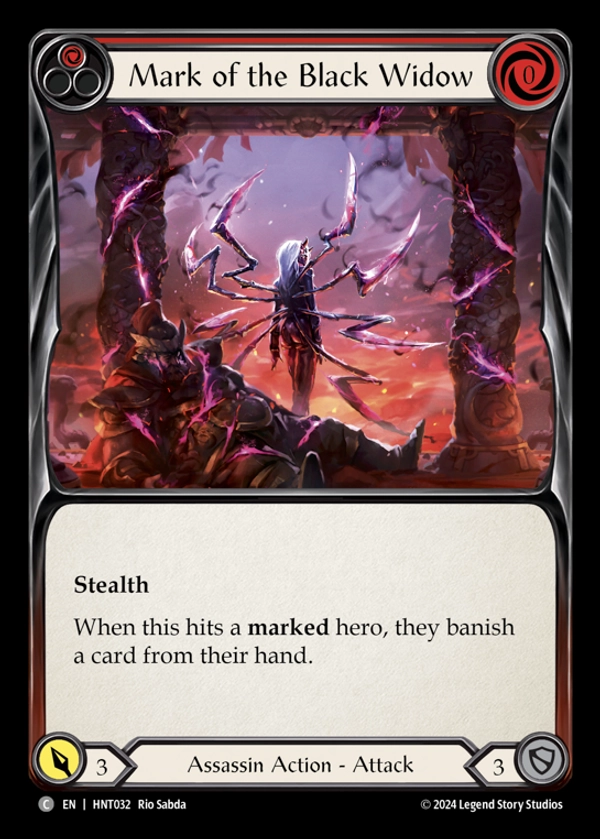 Mark of the Black Widow
0
Stealth
When this hits a marked hero, they banish
a card from their hand.
3
Assassin Action - Attack
3
C EN | HNT032 Rio Sabda
© 2024 Legend Story Studios